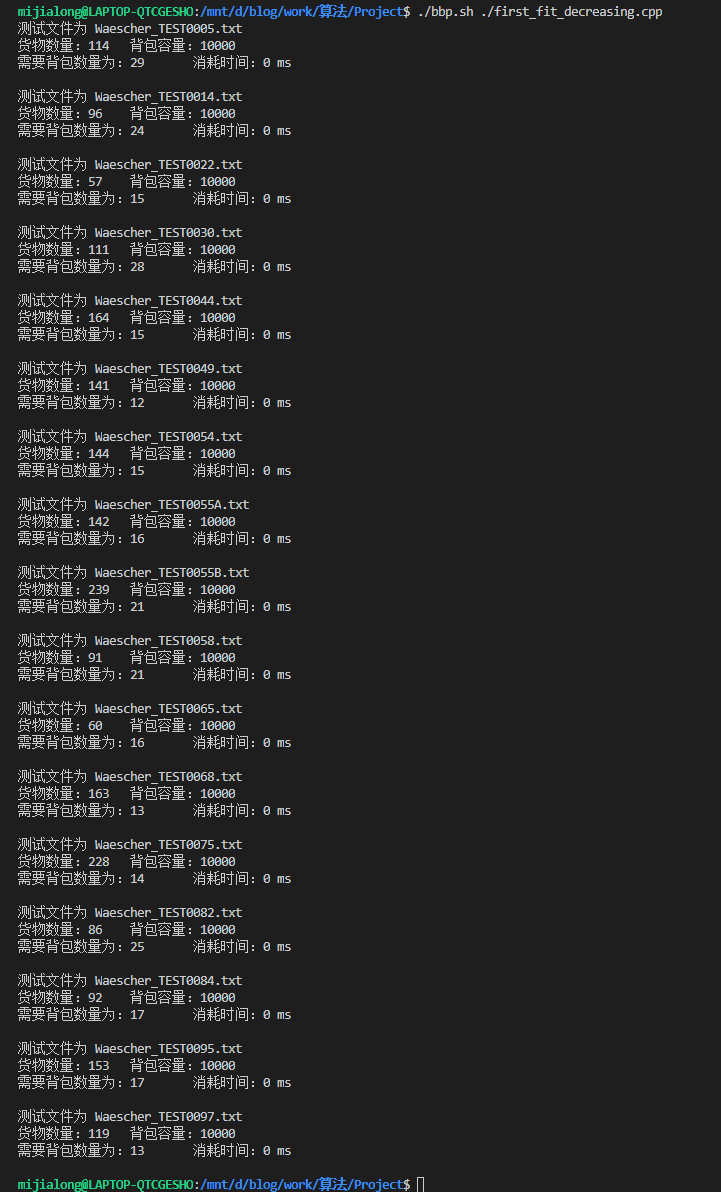 mijialong@LAPTOP-QTCGESHO:/mnt/d/blog/work/算法/Project$ ./bbp.sh ./first_fit_decreasing.cpp
测试文件为 Waescher_TEST0005.txt
货物数量：114 背包容量：10000
需要背包数量为：29 消耗时间：0 ms
测试文件为 Waescher_TEST0014.txt
货物数量：96 背包容量：10000
需要背包数量为：24 消耗时间：0 ms
测试文件为 Waescher_TEST0022.txt
货物数量：57 背包容量：10000
需要背包数量为：15 消耗时间：0 ms
测试文件为 Waescher_TEST0030.txt
货物数量：111 背包容量：10000
需要背包数量为：28 消耗时间：0 ms
测试文件为 Waescher_TEST0044.txt
货物数量：164 背包容量：10000
需要背包数量为：15 消耗时间：0 ms
测试文件为 Waescher_TEST0049.txt
货物数量：141 背包容量：10000
需要背包数量为：12 消耗时间：0 ms
测试文件为 Waescher_TEST0054.txt
货物数量：144 背包容量：10000
需要背包数量为：15 消耗时间：0 ms
测试文件为 Waescher_TEST0055A.txt
货物数量：142 背包容量：10000
需要背包数量为：16 消耗时间：0 ms
测试文件为 Waescher_TEST0055B.txt
货物数量：239 背包容量：10000
需要背包数量为：21 消耗时间：0 ms
测试文件为 Waescher_TEST0058.txt
货物数量：91 背包容量：10000
需要背包数量为：21 消耗时间：0 ms
测试文件为 Waescher_TEST0065.txt
货物数量：60 背包容量：10000
需要背包数量为：16 消耗时间：0 ms
测试文件为 Waescher_TEST0068.txt
货物数量：163 背包容量：10000
需要背包数量为：13 消耗时间：0 ms
测试文件为 Waescher_TEST0075.txt
货物数量：228 背包容量：10000
需要背包数量为：14 消耗时间：0 ms
测试文件为 Waescher_TEST0082.txt
货物数量：86 背包容量：10000
需要背包数量为：25 消耗时间：0 ms
测试文件为 Waescher_TEST0084.txt
货物数量：92 背包容量：10000
需要背包数量为：17 消耗时间：0 ms
测试文件为 Waescher_TEST0095.txt
货物数量：153 背包容量：10000
需要背包数量为：17 消耗时间：0 ms
测试文件为 Waescher_TEST0097.txt
货物数量：119 背包容量：10000
需要背包数量为：13 消耗时间：0 ms
mijialong@LAPTOP-QTCGESHO:/mnt/d/blog/work/算法/Project$